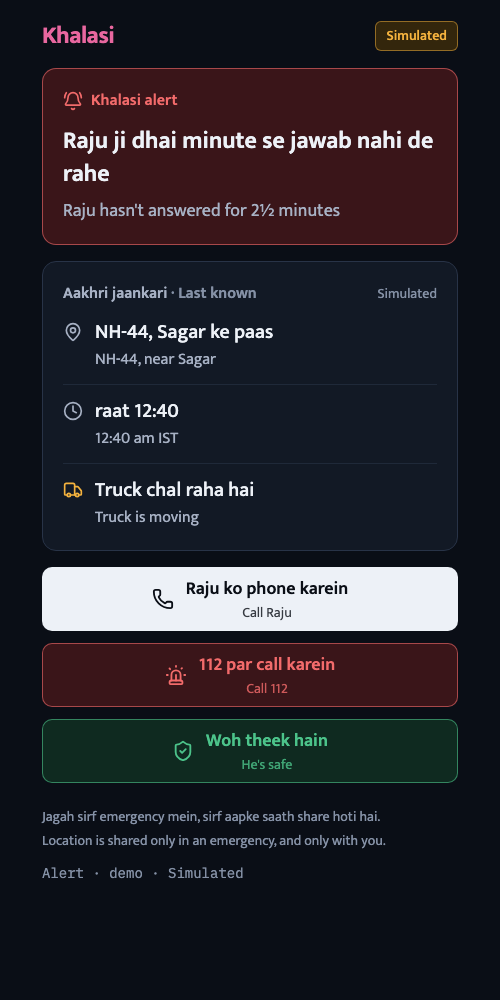 Khalasi
Simulated
Khalasi alert
Raju ji dhai minute se jawab nahi de
rahe
Raju hasn't answered for 2½ minutes
Aakhri jaankari · Last known
Simulated
NH-44, Sagar ke paas
NH-44, near Sagar
raat 12:40
12:40 am IST
Truck chal raha hai
Truck is moving
Raju ko phone karein
Call Raju
112 par call karein
Call 112
Woh theek hain
He's safe
Jagah sirf emergency mein, sirf aapke saath share hoti hai.
Location is shared only in an emergency, and only with you.
Alert · demo · Simulated